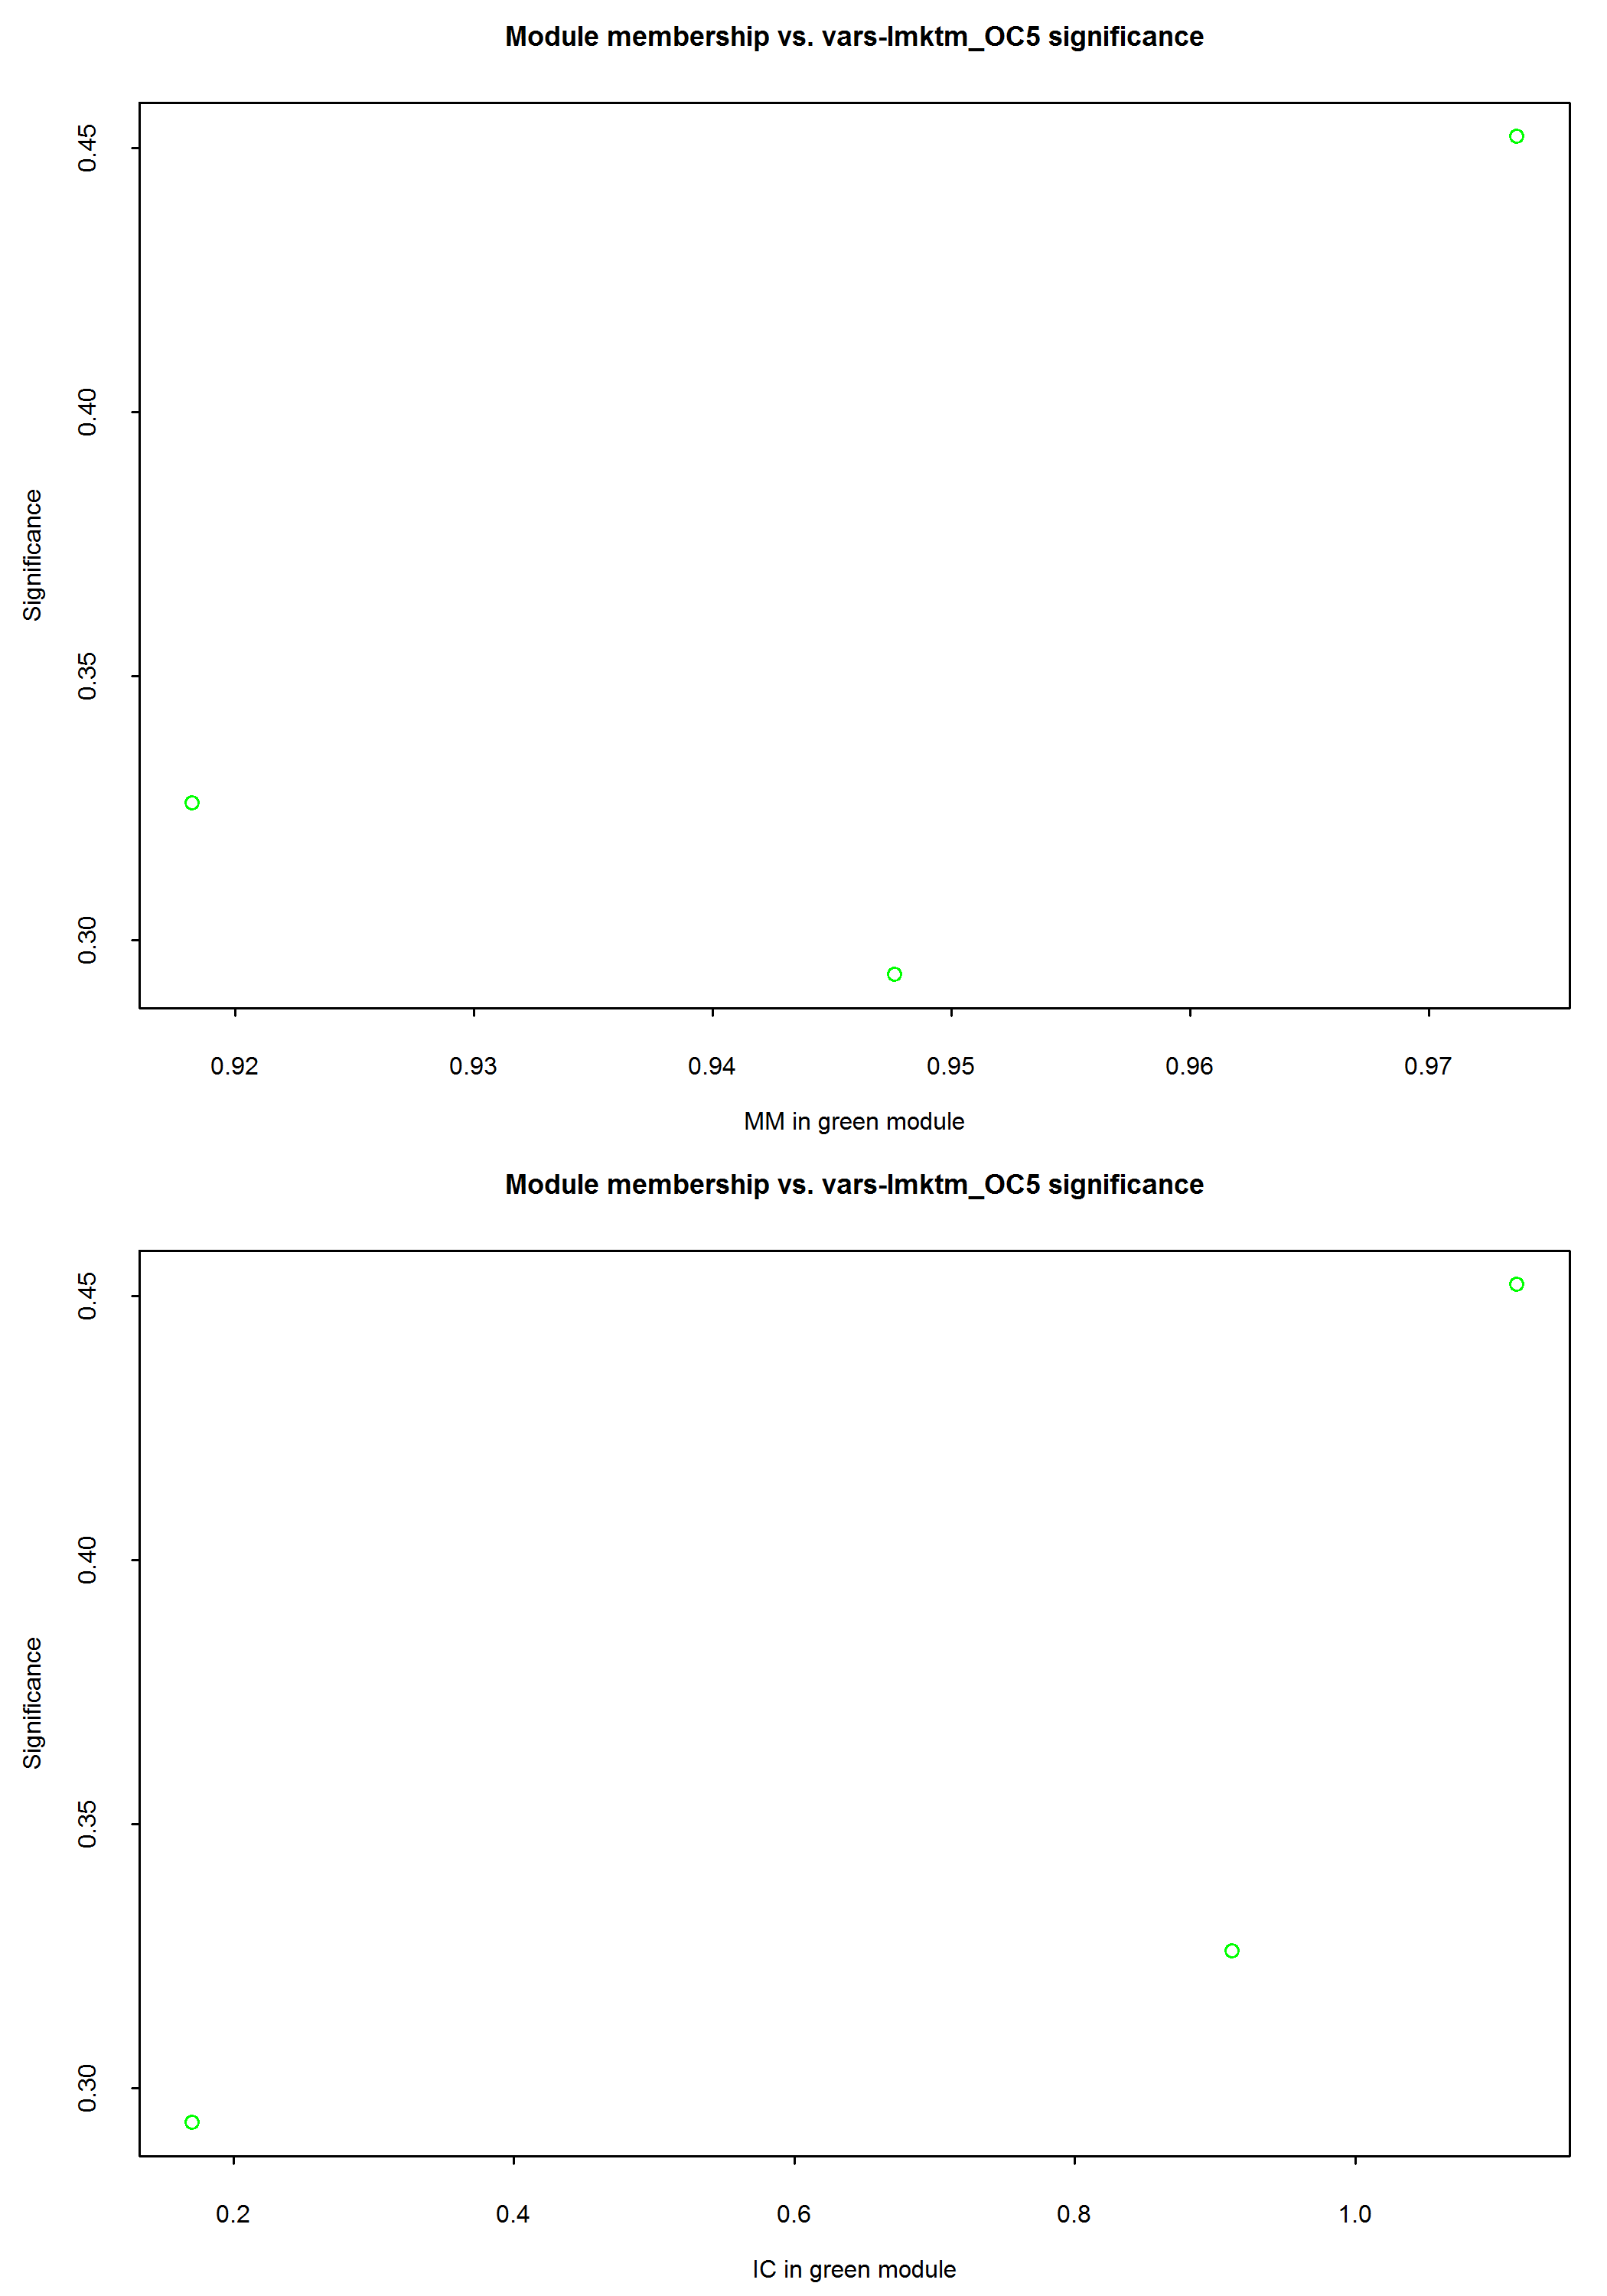 Module membership vs. vars-lmktm_OC5 significance
0.45
0.40
0.35
0.30
Significance
0.92 0.93 0.94 0.95 0.96 0.97
MM in green module
Module membership vs. vars-lmktm_OC5 significance
0.45
0.40
0.35
0.30
Significance
0.2 0.4 0.6 0.8 1.0
IC in green module